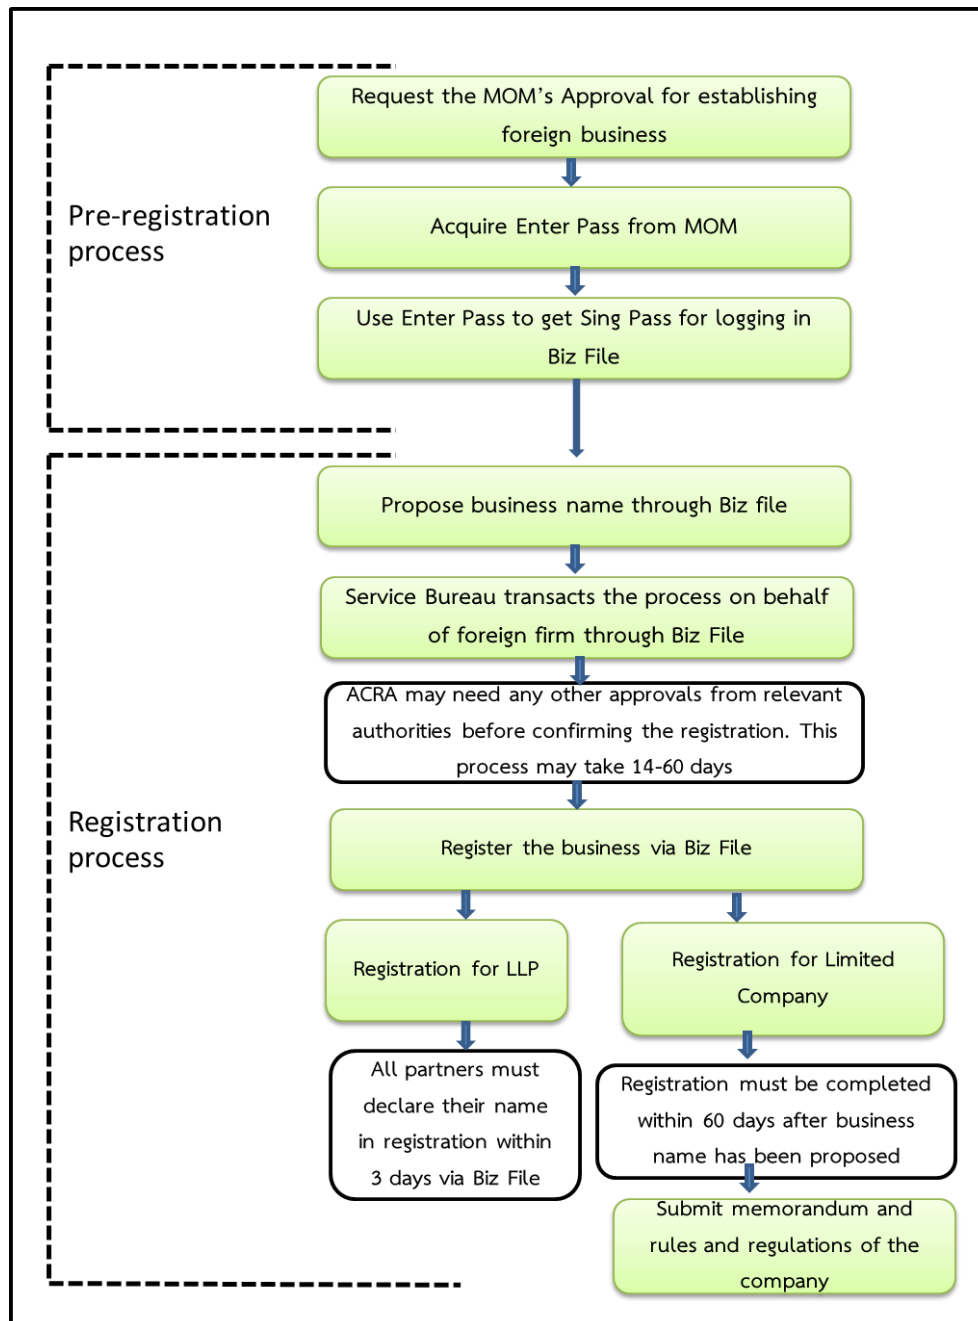 Request the MOM's Approval for establishing
foreign business
Pre-registration
process
Acquire Enter Pass from MOM
Use Enter Pass to get Sing Pass for logging in
Biz File
Propose business name through Biz file
Service Bureau transacts the process on behalf
of foreign firm through Biz File
ACRA may need any other approvals from relevant
authorities before confirming the registration. This
process may take 14-60 days
Registration
process
Register the business via Biz File
Registration for LLP
All partners must
declare their name
in registration within
3 days via Biz File
Registration for Limited
Company
Registration must be completed
within 60 days after business
name has been proposed
Submit memorandum and
rules and regulations of the
company